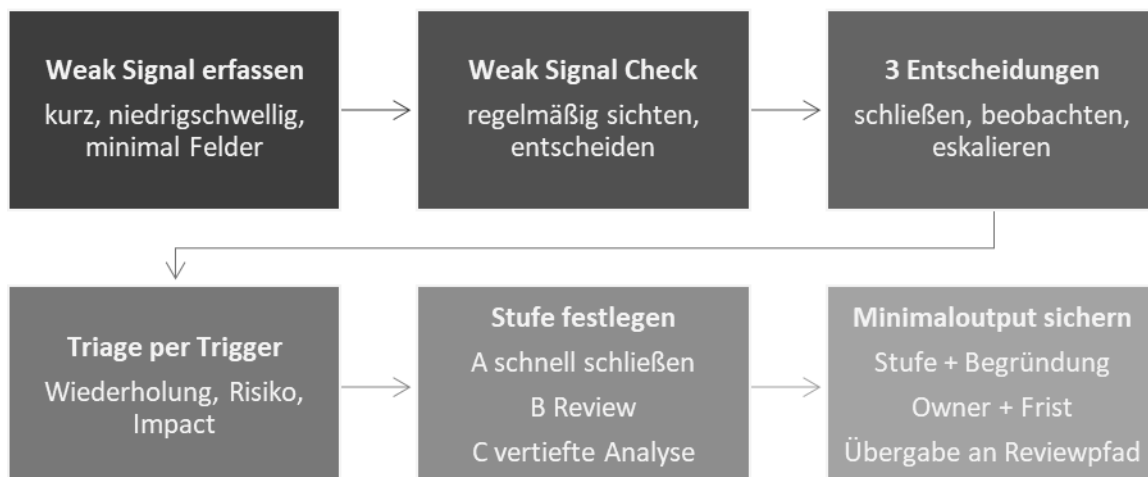 Weak Signal erfassen
kurz, niedrigschwellig,
minimal Felder
Weak Signal Check
regelmäßig sichten,
entscheiden
3 Entscheidungen
schließen, beobachten,
eskalieren
Triage per Trigger
Wiederholung, Risiko,
Impact
Stufe festlegen
A schnell schließen
B Review
C vertiefte Analyse
Minimaloutput sichern
Stufe + Begründung
Owner + Frist
Übergabe an Reviewpfad